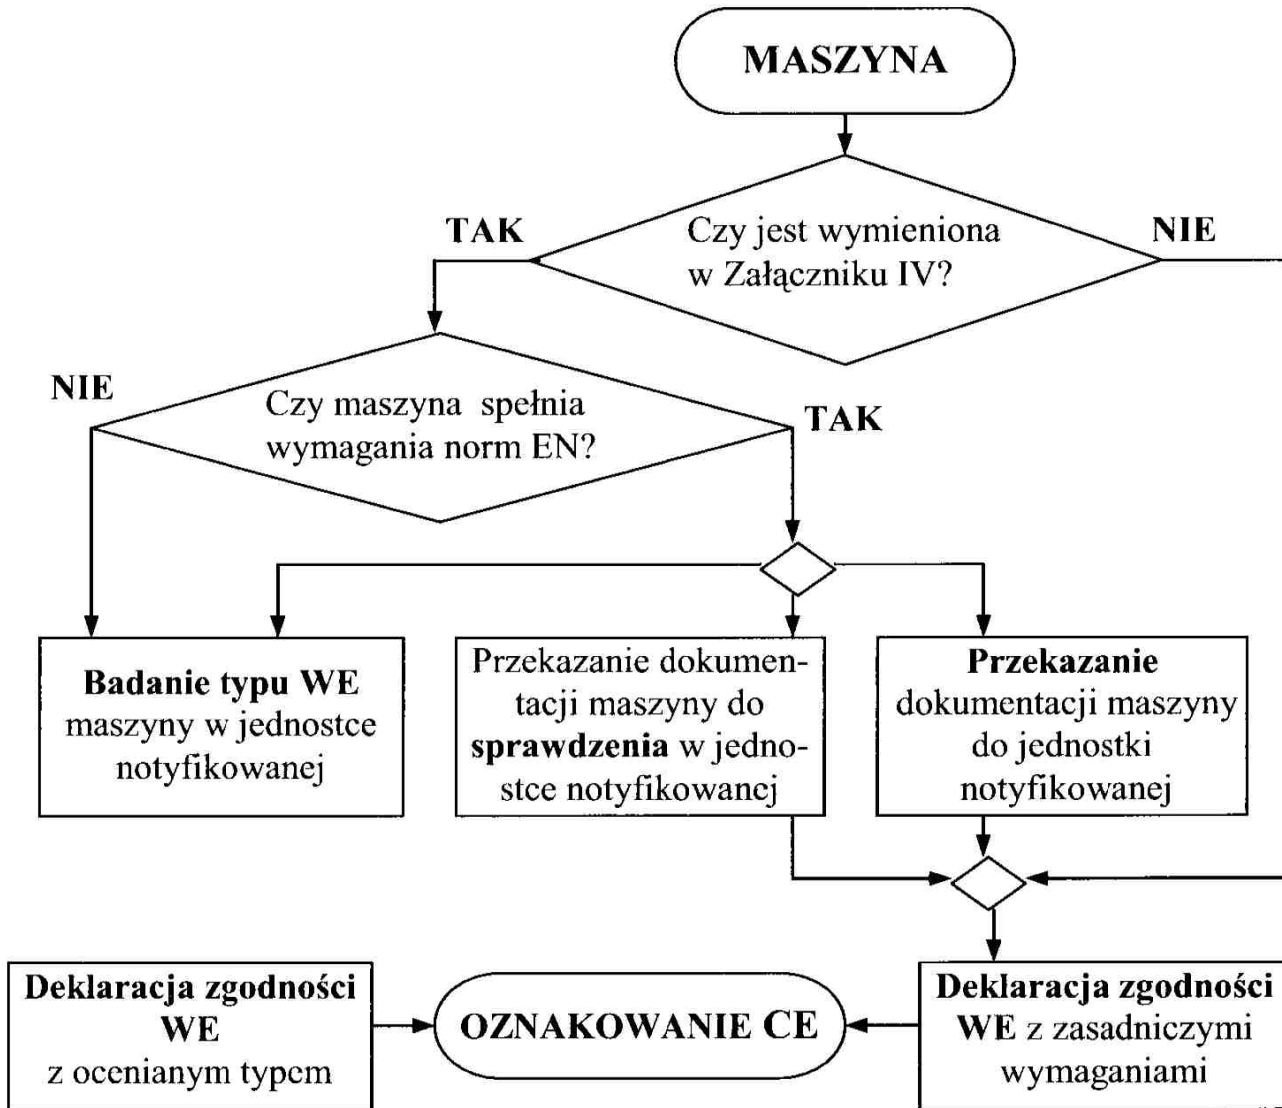 MASZYNA
TAK
Czy jest wymieniona
w Załączniku IV?
NIE
NIE
Czy maszyna spełnia
wymagania norm EN?
TAK
Badanie typu WE
maszyny w jednostce
notyfikowanej
Przekazanie dokumen-
tacji maszyny do
sprawdzenia w jedno-
stce notyfikowanej
Przekazanie
dokumentacji maszyny
do jednostki
notyfikowanej
Deklaracja zgodności
WE
z ocenianym typem
OZNAKOWANIE CE
Deklaracja zgodności
WE z zasadniczymi
wymaganiami